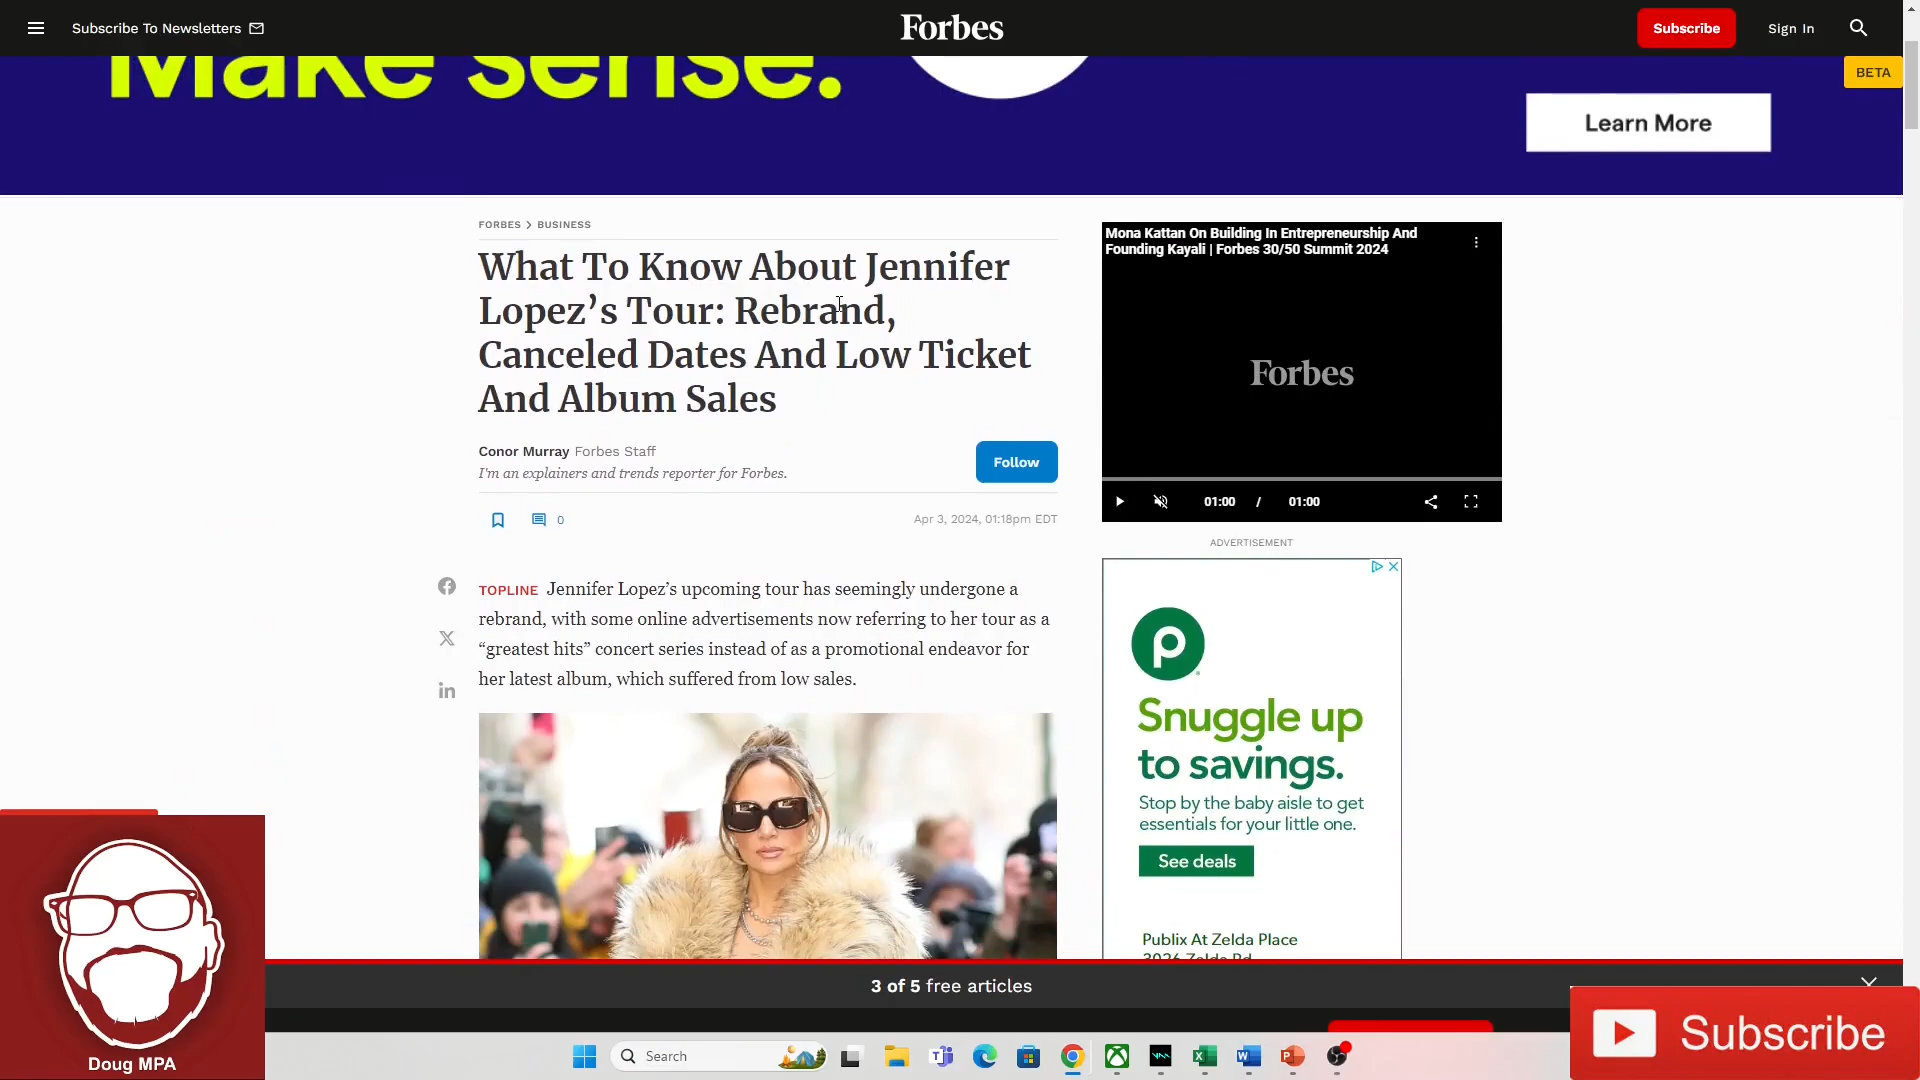 Subscribe To Newsletters
Forbes
Subscribe
Sign In
Make sense.
BETA
Learn More
FORBES > BUSINESS
What To Know About Jennifer
Lopez’s Tour: Rebrand,
Canceled Dates And Low Ticket
And Album Sales
Conor Murray Forbes Staff
I'm an explainers and trends reporter for Forbes.
Follow
0
Apr 3, 2024, 01:18pm EDT
TOPLINE Jennifer Lopez’s upcoming tour has seemingly undergone a
rebrand, with some online advertisements now referring to her tour as a
“greatest hits” concert series instead of as a promotional endeavor for
her latest album, which suffered from low sales.
Mona Kattan On Building In Entrepreneurship And
Founding Kayali | Forbes 30/50 Summit 2024
Forbes
01:00 / 01:00
ADVERTISEMENT
Snuggle up
to savings.
Stop by the baby aisle to get
essentials for your little one.
See deals
Publix At Zelda Place
3026 Zelda Rd
3 of 5 free articles
Doug MPA
Search
Subscribe